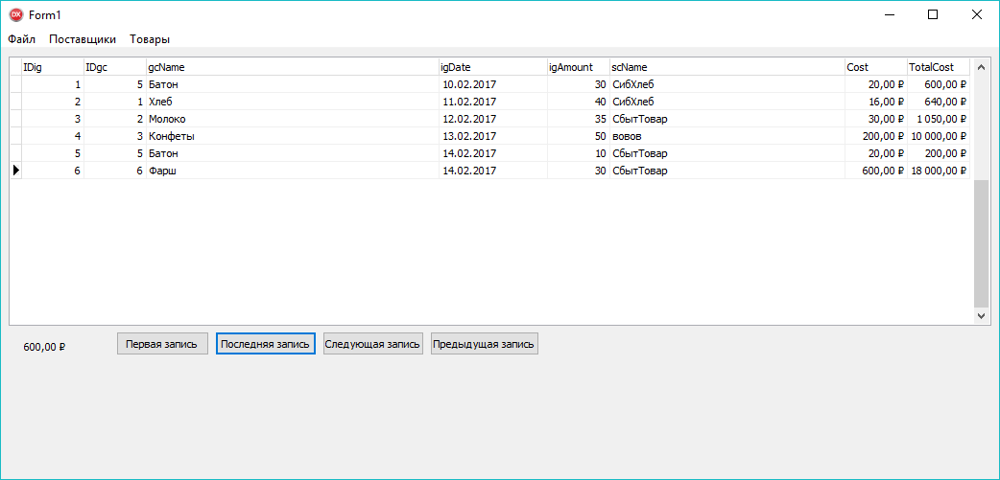 DX Form1
Файл Поставщики Товары
IDig IDgc gcName igDate igAmount scName Cost TotalCost
1 5 Батон 10.02.2017 30 СибХлеб 20,00 ₽ 600,00 ₽
2 1 Хлеб 11.02.2017 40 СибХлеб 16,00 ₽ 640,00 ₽
3 2 Молоко 12.02.2017 35 СбытТовар 30,00 ₽ 1 050,00 ₽
4 3 Конфеты 13.02.2017 50 вовов 200,00 ₽ 10 000,00 ₽
5 5 Батон 14.02.2017 10 СбытТовар 20,00 ₽ 200,00 ₽
6 6 Фарш 14.02.2017 30 СбытТовар 600,00 ₽ 18 000,00 ₽
600,00 ₽ Первая запись Последняя запись Следующая запись Предыдущая запись